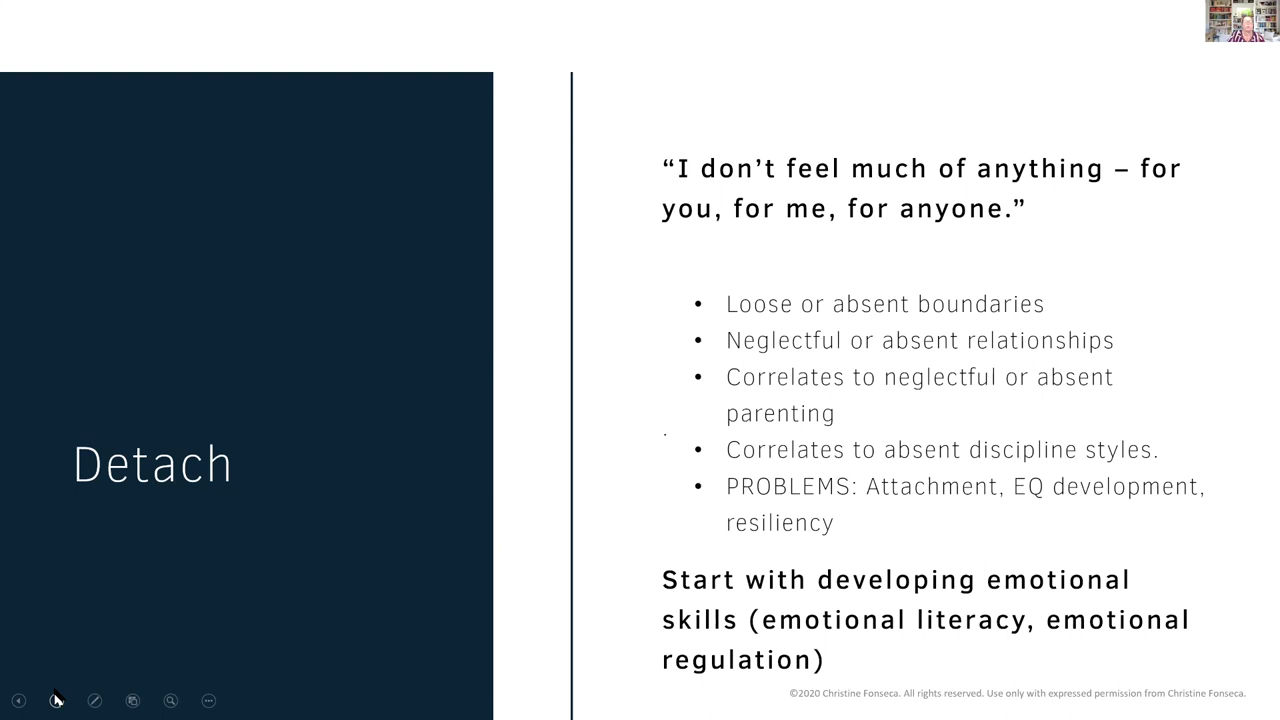 Detach
“I don’t feel much of anything – for
you, for me, for anyone.”
• Loose or absent boundaries
• Neglectful or absent relationships
• Correlates to neglectful or absent
parenting
• Correlates to absent discipline styles.
• PROBLEMS: Attachment, EQ development,
resiliency
.
Start with developing emotional
skills (emotional literacy, emotional
regulation)
©2020 Christine Fonseca. All rights reserved. Use only with expressed permission from Christine Fonseca.